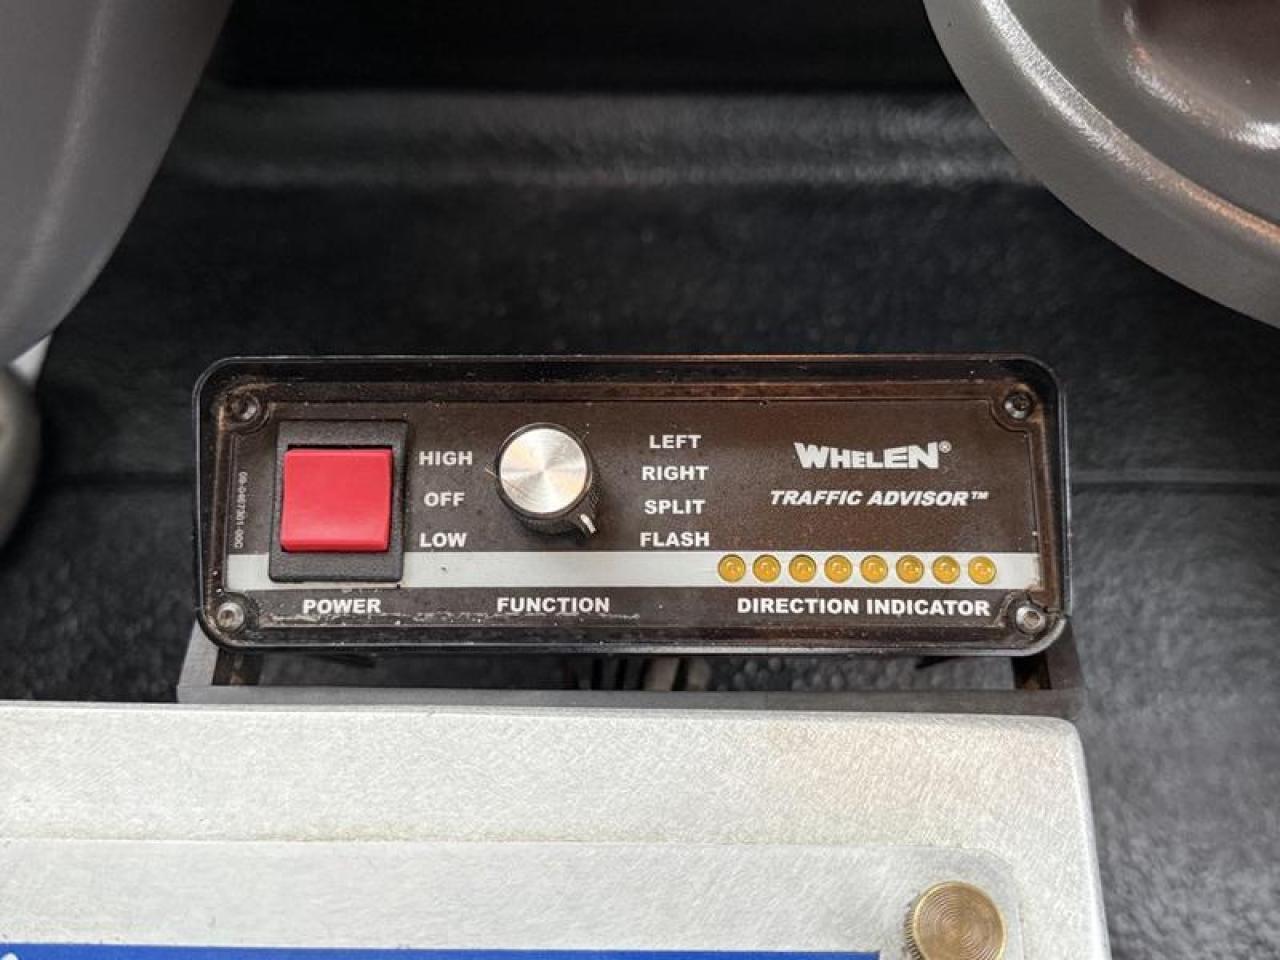 HIGH
OFF
LOW
LEFT
RIGHT
SPLIT
FLASH
WHELEN®
TRAFFIC ADVISOR™
POWER
FUNCTION
DIRECTION INDICATOR